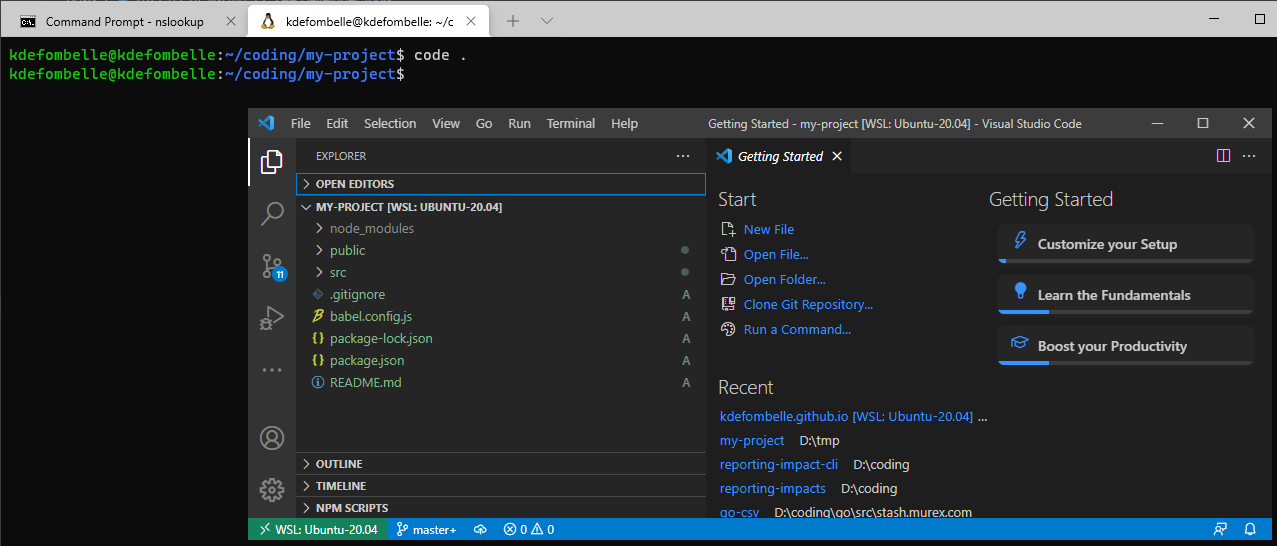 Command Prompt - nslookup
kdefombelle@kdefombelle: ~/c
kdefombelle@kdefombelle:~/coding/my-project$ code .
kdefombelle@kdefombelle:~/coding/my-project$
File Edit Selection View Go Run Terminal Help
Getting Started - my-project [WSL: Ubuntu-20.04] - Visual Studio Code
EXPLORER
OPEN EDITORS
MY-PROJECT [WSL: UBUNTU-20.04]
node_modules
public
src
.gitignore A
babel.config.js A
package-lock.json A
package.json A
README.md A
11
OUTLINE
TIMELINE
NPM SCRIPTS
Getting Started
Start
New File
Open File...
Open Folder...
Clone Git Repository...
Run a Command...
Recent
kdefombelle.github.io [WSL: Ubuntu-20.04] ...
my-project D:\tmp
reporting-impact-cli D:\coding
reporting-impacts D:\coding
go-csv D:\coding\go\src\stash.murex.com
Getting Started
Customize your Setup
Learn the Fundamentals
Boost your Productivity
WSL: Ubuntu-20.04 master+ 0 0